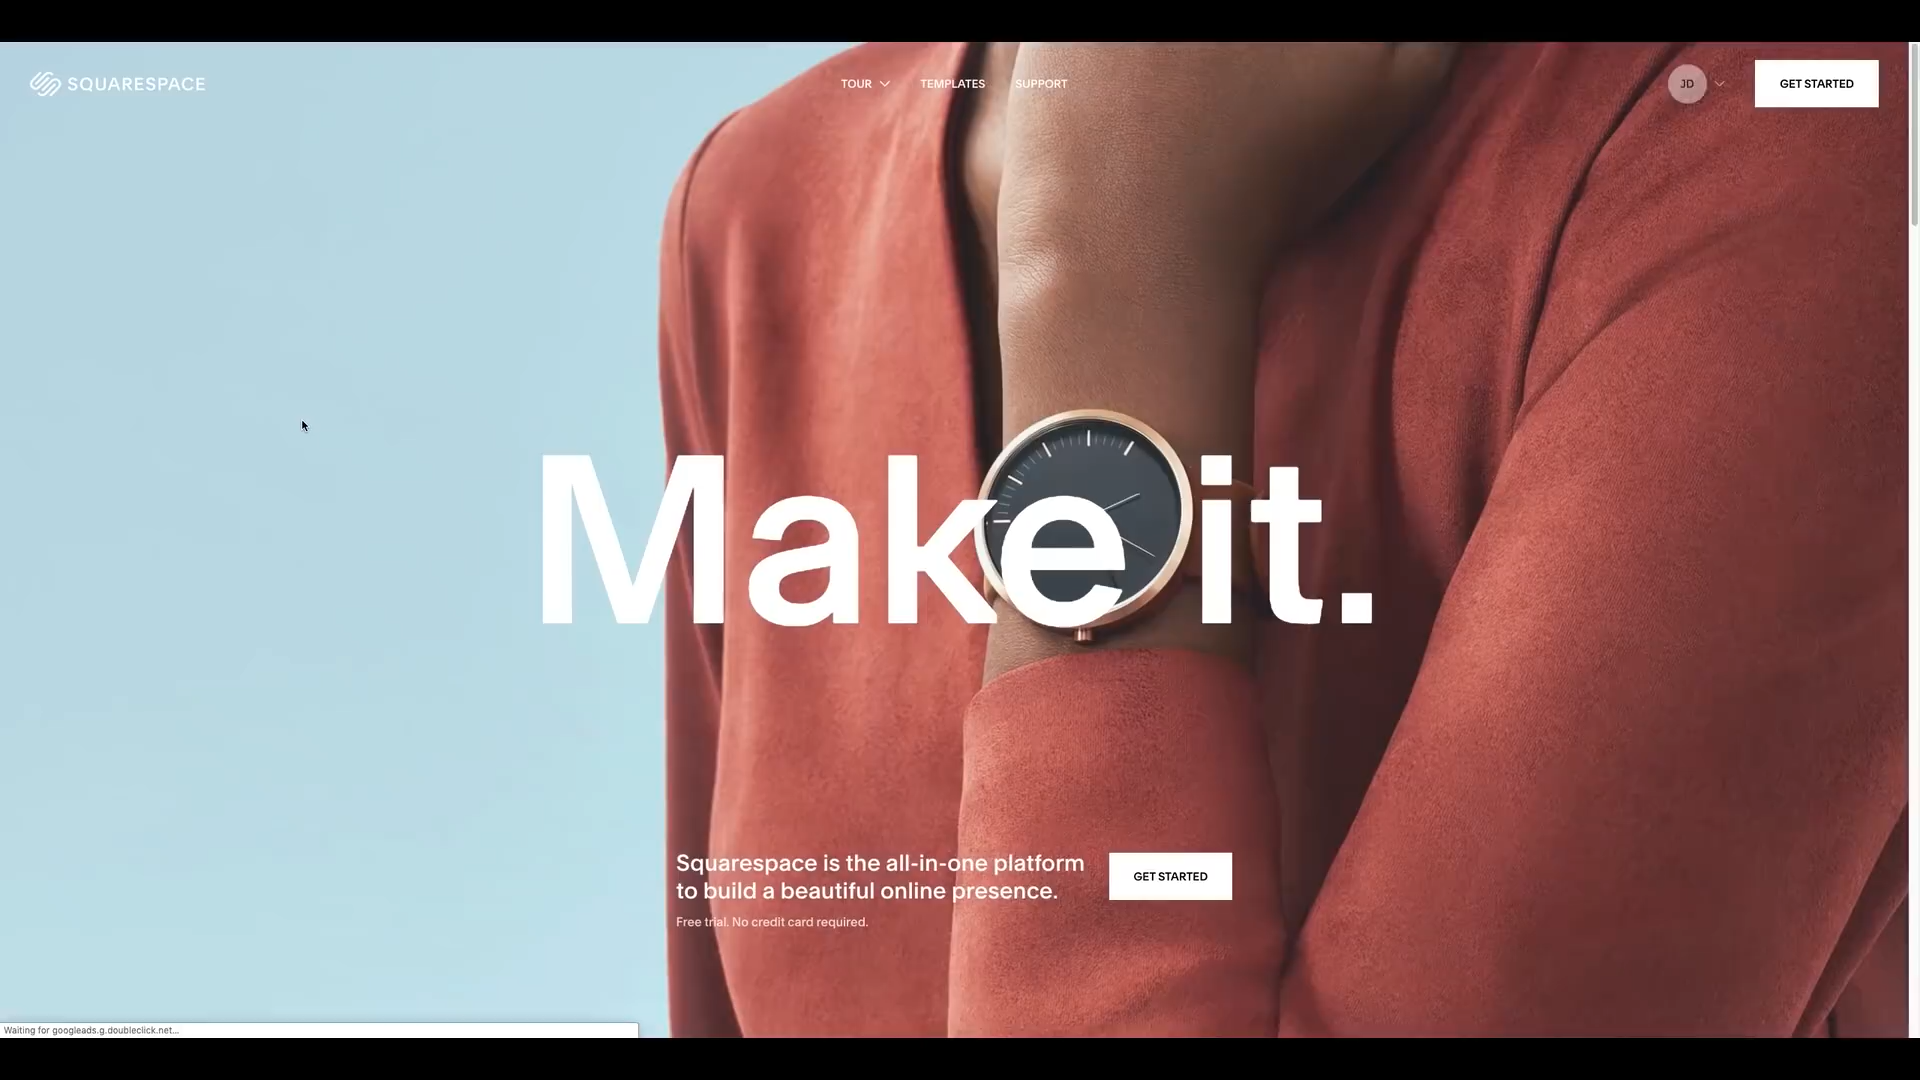 SQUARESPACE
TOUR
TEMPLATES
SUPPORT
JD
GET STARTED
Make it.
Squarespace is the all-in-one platform
to build a beautiful online presence.
GET STARTED
Free trial. No credit card required.
Waiting for googleads.g.doubleclick.net...